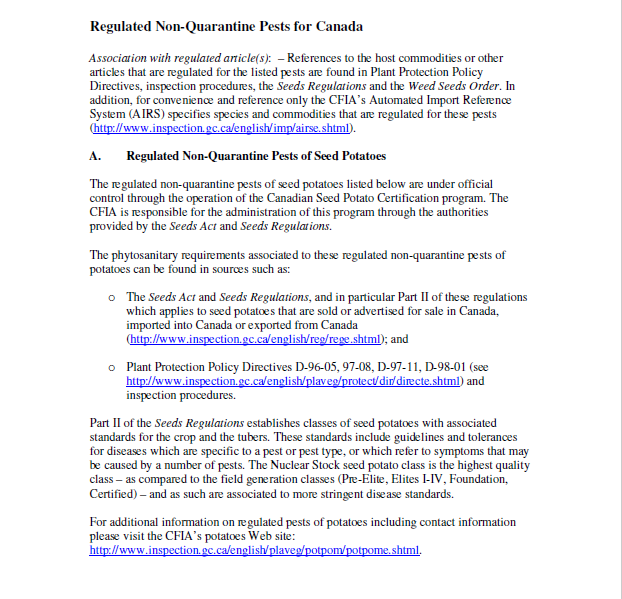 Regulated Non-Quarantine Pests for Canada
Association with regulated article(s): – References to the host commodities or other
articles that are regulated for the listed pests are found in Plant Protection Policy
Directives, inspection procedures, the Seeds Regulations and the Weed Seeds Order. In
addition, for convenience and reference only the CFIA's Automated Import Reference
System (AIRS) specifies species and commodities that are regulated for these pests
(http://www.inspection.gc.ca/english/imp/airse.shtml).
A. Regulated Non-Quarantine Pests of Seed Potatoes
The regulated non-quarantine pests of seed potatoes listed below are under official
control through the operation of the Canadian Seed Potato Certification program. The
CFIA is responsible for the administration of this program through the authorities
provided by the Seeds Act and Seeds Regulations.
The phytosanitary requirements associated to these regulated non-quarantine pests of
potatoes can be found in sources such as:
o The Seeds Act and Seeds Regulations, and in particular Part II of these regulations
which applies to seed potatoes that are sold or advertised for sale in Canada,
imported into Canada or exported from Canada
(http://www.inspection.gc.ca/english/reg/rege.shtml); and
o Plant Protection Policy Directives D-96-05, 97-08, D-97-11, D-98-01 (see
http://www.inspection.gc.ca/english/plaveg/protect/dir/directe.shtml) and
inspection procedures.
Part II of the Seeds Regulations establishes classes of seed potatoes with associated
standards for the crop and the tubers. These standards include guidelines and tolerances
for diseases which are specific to a pest or pest type, or which refer to symptoms that may
be caused by a number of pests. The Nuclear Stock seed potato class is the highest quality
class – as compared to the field generation classes (Pre-Elite, Elites I-IV, Foundation,
Certified) – and as such are associated to more stringent disease standards.
For additional information on regulated pests of potatoes including contact information
please visit the CFIA's potatoes Web site:
http://www.inspection.gc.ca/english/plaveg/potpom/potpome.shtml.